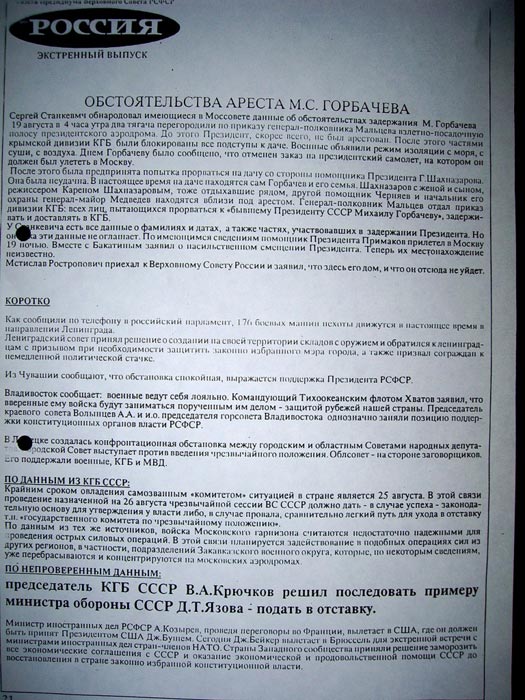 Президиума Верховного Совета РСФСР
РОССИЯ
ЭКСТРЕННЫЙ ВЫПУСК
ОБСТОЯТЕЛЬСТВА АРЕСТА М.С. ГОРБАЧЕВА
Сергей Станкевич обнародовал имеющиеся в Моссовете данные об обстоятельствах задержания М. Горбачева
19 августа в 4 часа утра два тягача перегородили по приказу генерал-полковника Мальцева взлетно-посадочную
полосу президентского аэродрома. До этого Президент, скорее всего, не был арестован. После этого частями
крымской дивизии КГБ были блокированы все подступы к даче. Военные объявили режим изоляции с моря, с
суши, с воздуха. Днем Горбачеву было сообщено, что отменен заказ на президентский самолет, на котором он
должен был улететь в Москву.
После этого была предпринята попытка прорваться на дачу со стороны помощника Президента Г.Шахназарова.
Она была неудачна. В настоящее время на даче находятся сам Горбачев и его семья. Шахназаров с женой и сыном,
режиссером Кареном Шахназаровым, тоже отдыхавшим рядом, другой помощник Черняев и начальник его
охраны генерал-майор Медведев находятся вблизи под арестом. Генерал-полковник Мальцев отдал приказ
дивизии КГБ: всех лиц, пытающихся прорваться к «бывшему Президенту СССР Михаилу Горбачеву», задержи-
вать и доставлять в КГБ.
У кевича есть все данные о фамилиях и датах, а также частях, участвовавших в задержании Президента. Но
он а эти данные не оглашает. По имеющимся сведениям помощник Президента Примаков прилетел в Москву
19 ночью. Вместе с Бакатиным заявил о насильственном смещении Президента. Теперь их местонахождение
неизвестно.
Мстислав Ростропович приехал к Верховному Совету России и заявил, что здесь его дом, и что он отсюда не уйдет.
КОРОТКО
Как сообщили по телефону в российский парламент, 176 боевых машин пехоты движутся в настоящее время в
направлении Ленинграда.
Ленинградский совет принял решение о создании на своей территории складов с оружием и обратился к ленинград-
цам с призывом при необходимости защитить законно избранного мэра города, а также призвал сограждан к
немедленной политической стачке.
Из Чувашии сообщают, что обстановка спокойная, выражается поддержка Президента РСФСР.
Владивосток сообщает: военные ведут себя лояльно. Командующий Тихоокеанским флотом Хватов заявил, что
вверенные ему войска будут заниматься порученным им делом - защитой рубежей нашей страны. Председатель
краевого совета Волынцев А.А. и и.о. председателя горсовета Владивостока однозначно заняли позицию поддер-
жки конституционных органов власти РСФСР.
В Л цке создалась конфронтационная обстановка между городским и областным Советами народных депута-
ородской Совет выступает против введения чрезвычайного положения. Облсовет - на стороне заговорщиков.
го поддержали военные, КГБ и МВД.
ПО ДАННЫМ ИЗ КГБ СССР:
Крайним сроком овладения самозванным «комитетом» ситуацией в стране является 25 августа. В этой связи
проведение назначенной на 26 августа чрезвычайной сессии ВС СССР должно дать - в случае успеха - законода-
тельную основу для утверждения у власти либо, в случае провала, сравнительно легкий путь для ухода в отставку
т.н. «государственного комитета по чрезвычайному положению».
По данным из тех же источников, войска Московского гарнизона считаются недостаточно надежными для
проведения острых силовых операций. В этой связи планируется задействование в подобных операциях сил из
других регионов, в частности, подразделений Закавказского военного округа, которые, по некоторым сведениям,
уже перебрасываются и концентрируются на московских аэродромах.
ПО НЕПРОВЕРЕННЫМ ДАННЫМ:
председатель КГБ СССР В.А.Крючков решил последовать примеру
министра обороны СССР Д.Т.Язова - подать в отставку.
Министр иностранных дел РСФСР А.Козырев, проведя переговоры во Франции, вылетает в США, где он должен
быть принят Президентом США Дж.Бушем. Сегодня Дж.Бейкер вылетает в Брюссель для экстренной встречи с
министрами иностранных дел стран-членов НАТО. Страны Западного сообщества приняли решение заморозить
все экономические соглашения с СССР и оказание экономической и продовольственной помощи СССР до
восстановления в стране законно избранной конституционной власти.